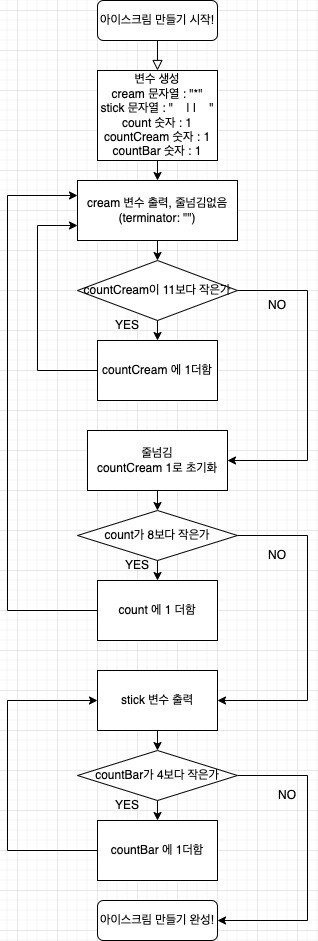 아이스크림 만들기 시작!
변수 생성
cream 문자열 : "*"
stick 문자열 : "    ||    "
count 숫자 : 1
countCream 숫자 : 1
countBar 숫자 : 1
cream 변수 출력, 줄넘김없음
(terminator: "")
countCream이 11보다 작은가
NO
YES
countCream 에 1더함
줄넘김
countCream 1로 초기화
count가 8보다 작은가
NO
YES
count 에 1 더함
stick 변수 출력
countBar가 4보다 작은가
NO
YES
countBar 에 1더함
아이스크림 만들기 완성!